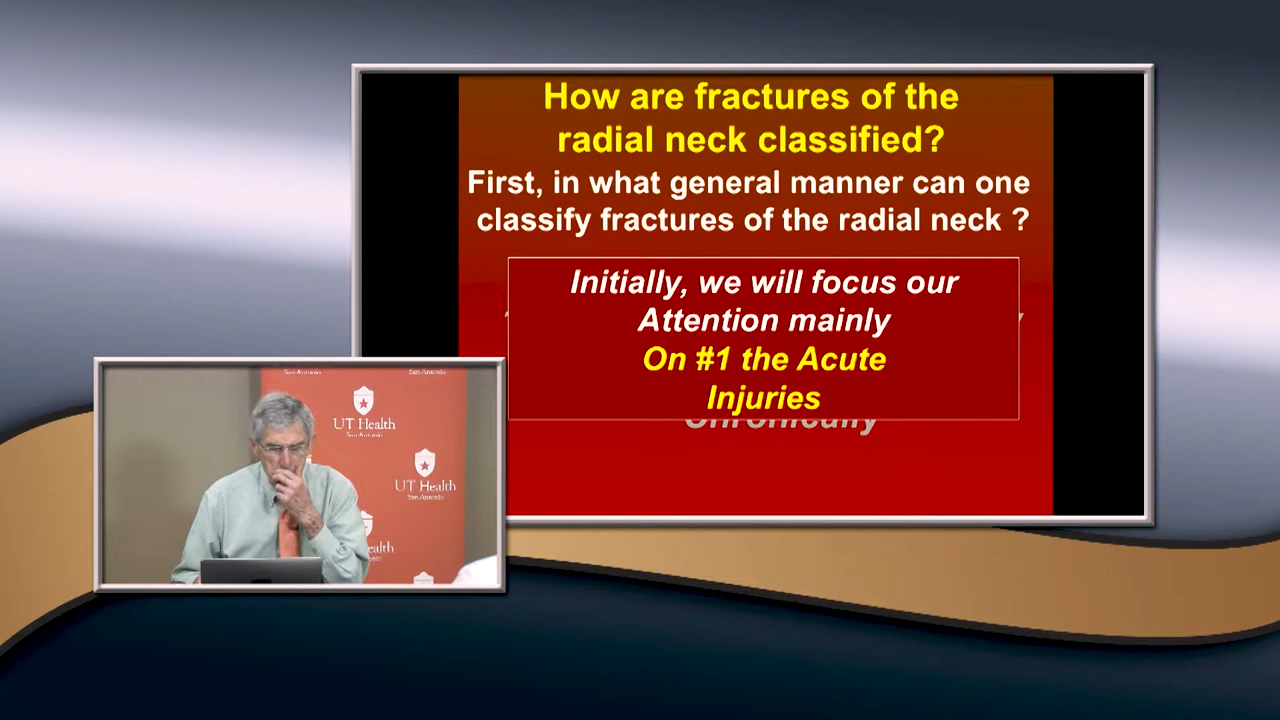 How are fractures of the
radial neck classified?
First, in what general manner can one
classify fractures of the radial neck ?
Initially, we will focus our
Attention mainly
On #1 the Acute
Injuries
Chronically
San Antonio
San Antonio
UT Health
San Antonio
UT Health
San Antonio
ealth